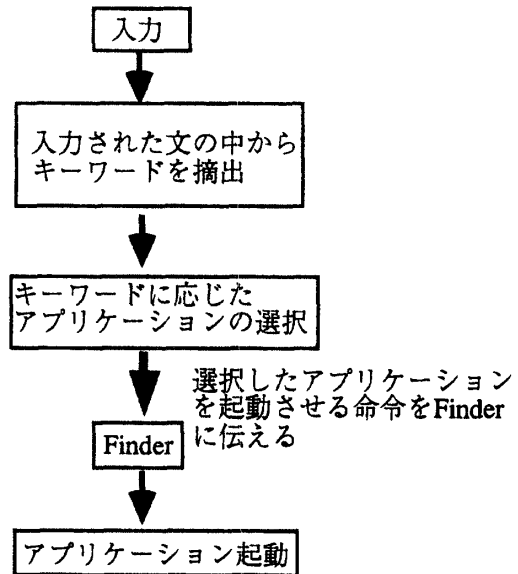 入力
入力された文の中から
キーワードを摘出
キーワードに応じた
アプリケーションの選択
選択したアプリケーション
を起動させる命令をFinder
に伝える
Finder
アプリケーション起動